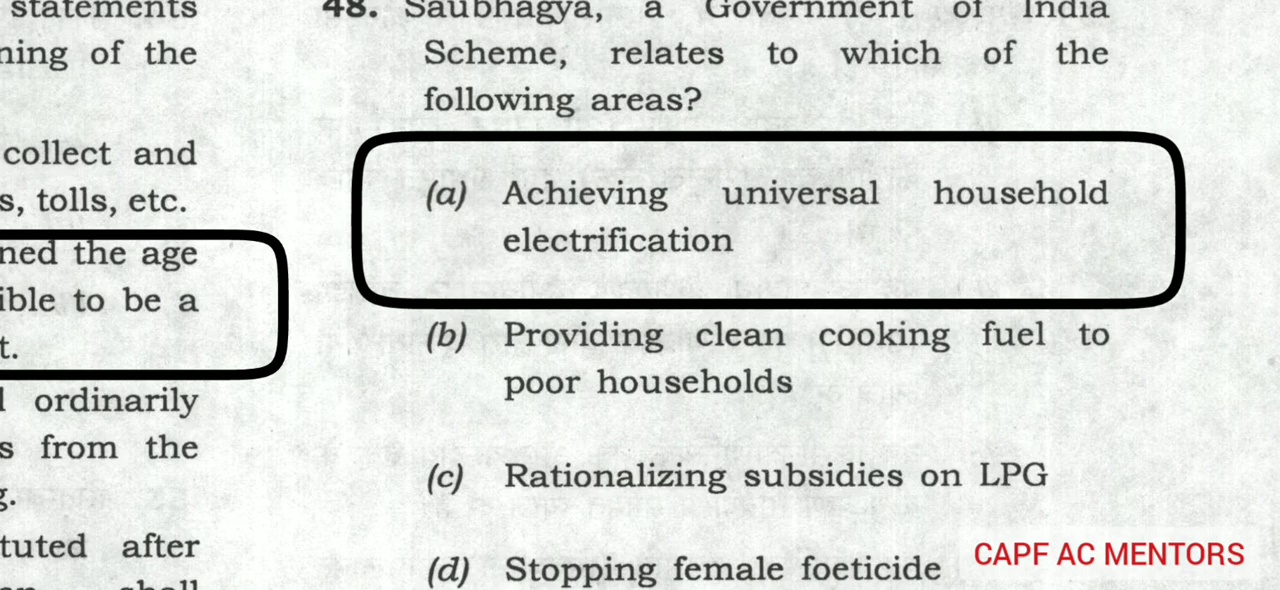 statements
ning of the
collect and
s, tolls, etc.
ned the age
ible to be a
t.
ordinarily
s from the
g.
tuted after
shall
48. Saubhagya, a Government of India
Scheme, relates to which of the
following areas?
(a) Achieving universal household
electrification
(b) Providing clean cooking fuel to
poor households
(c) Rationalizing subsidies on LPG
(d) Stopping female foeticide
CAPF AC MENTORS